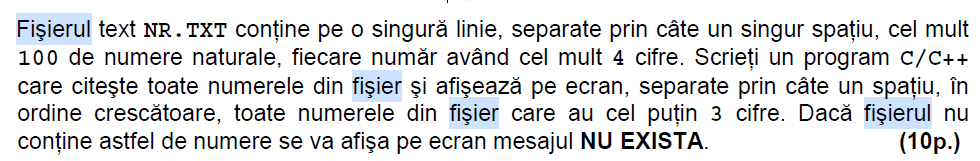 Fişierul text NR.TXT conţine pe o singură linie, separate prin câte un singur spaţiu, cel mult
100 de numere naturale, fiecare număr având cel mult 4 cifre. Scrieţi un program C/C++
care citeşte toate numerele din fişier şi afişează pe ecran, separate prin câte un spaţiu, în
ordine crescătoare, toate numerele din fişier care au cel puţin 3 cifre. Dacă fişierul nu
conţine astfel de numere se va afişa pe ecran mesajul NU EXISTA. (10p.)